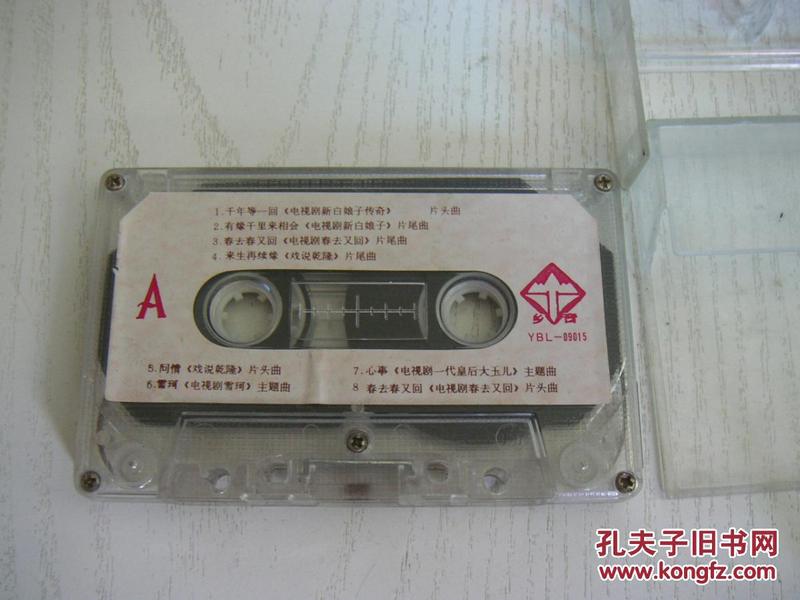 1.千年等一回《电视剧新白娘子传奇》 片头曲
2.有缘千里来相会《电视剧新白娘子》片尾曲
3.春去春又回《电视剧春去又回》片尾曲
4.来生再续缘《戏说乾隆》片尾曲
A
乡音
YBL-09015
5.问情《戏说乾隆》片头曲
6.雪珂《电视剧雪珂》主题曲
7.心事《电视剧一代皇后大玉儿》主题曲
8 春去春又回《电视剧春去又回》片头曲
孔夫子旧书网
www.kongfz.com